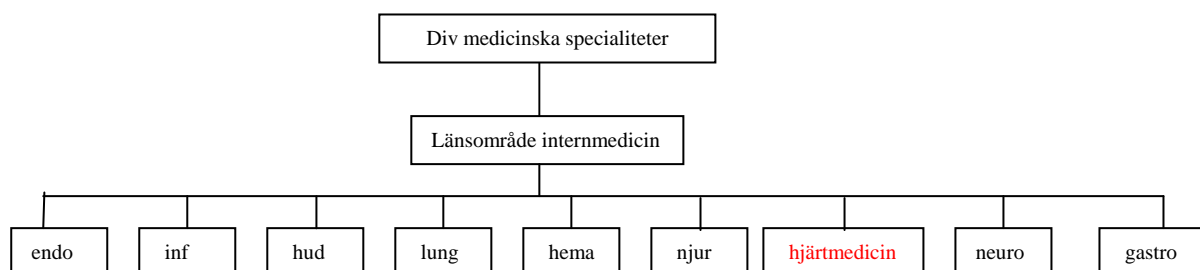 Div medicinska specialiteter
Länsområde internmedicin
endo
inf
hud
lung
hema
njur
hjärtmedicin
neuro
gastro